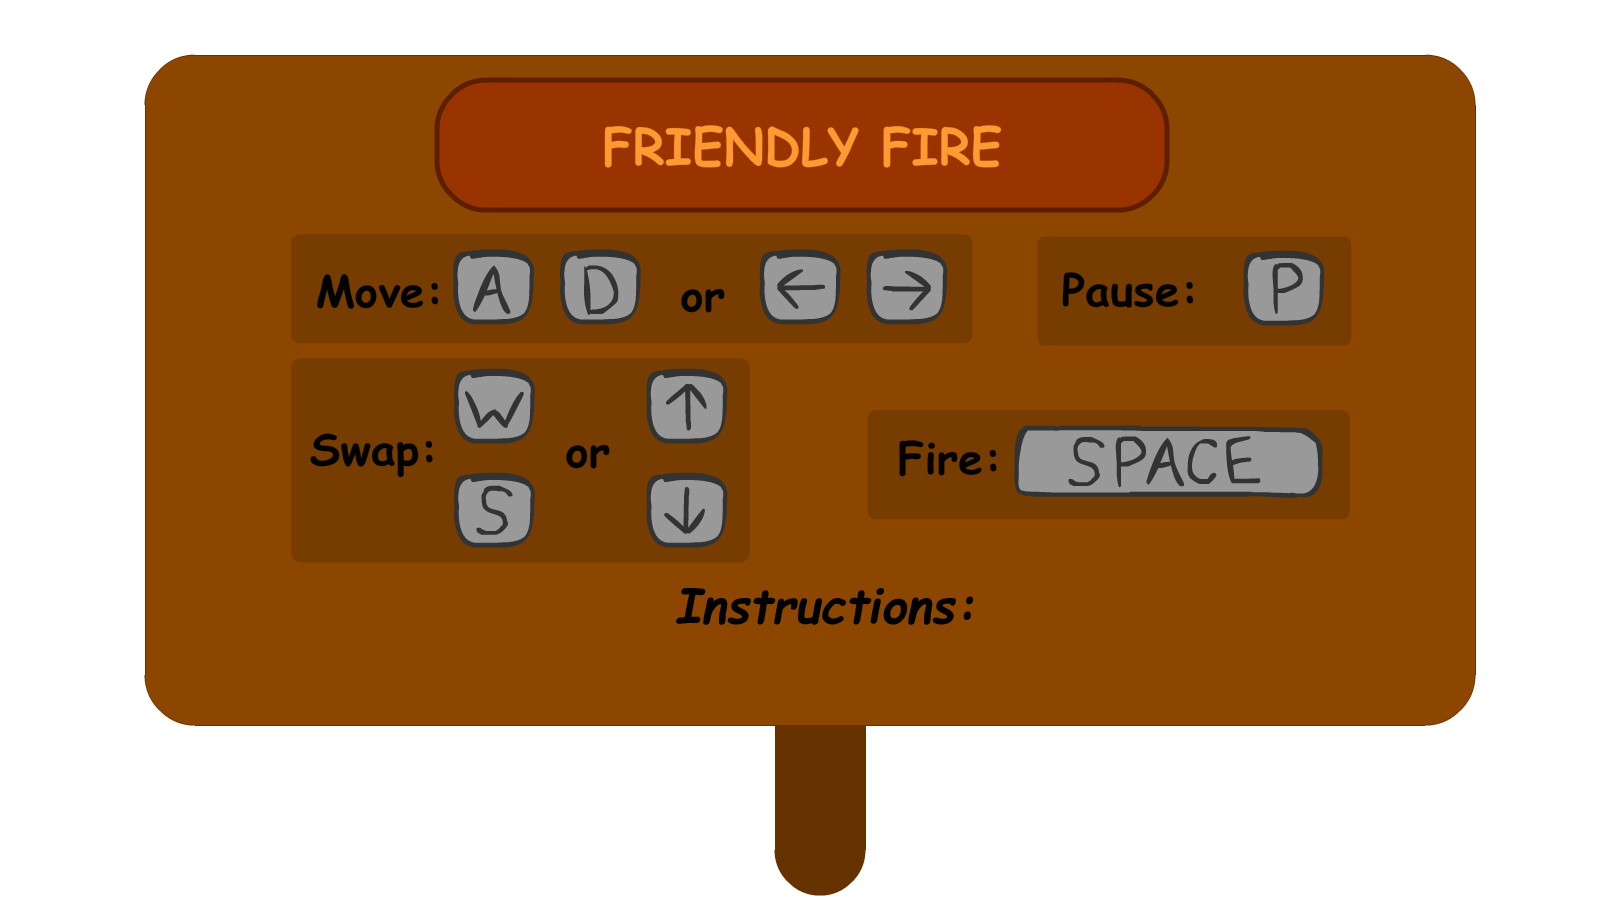 FRIENDLY FIRE
Move: A D or ← →
Pause: P
Swap: W S or ↑ ↓
Fire: SPACE
Instructions: